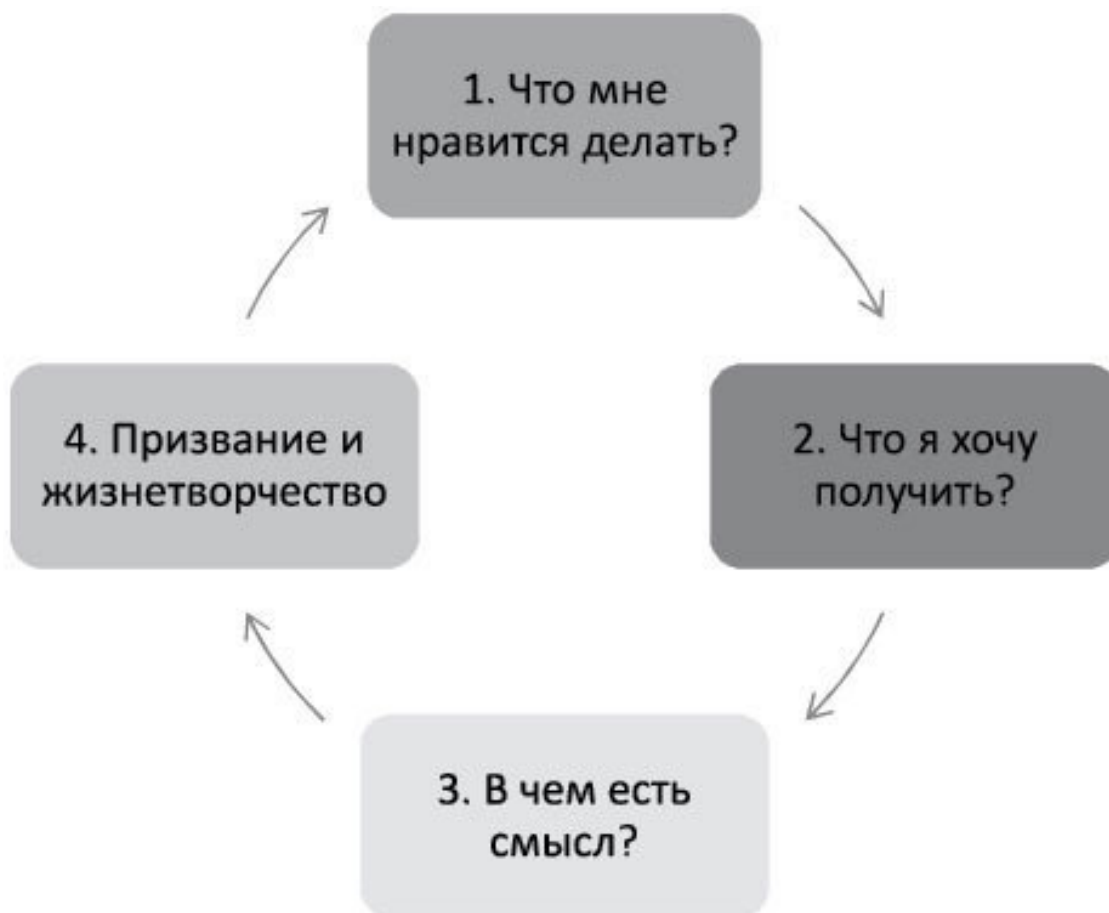 1. Что мне
нравится делать?
2. Что я хочу
получить?
3. В чем есть
смысл?
4. Призвание и
жизнетворчество